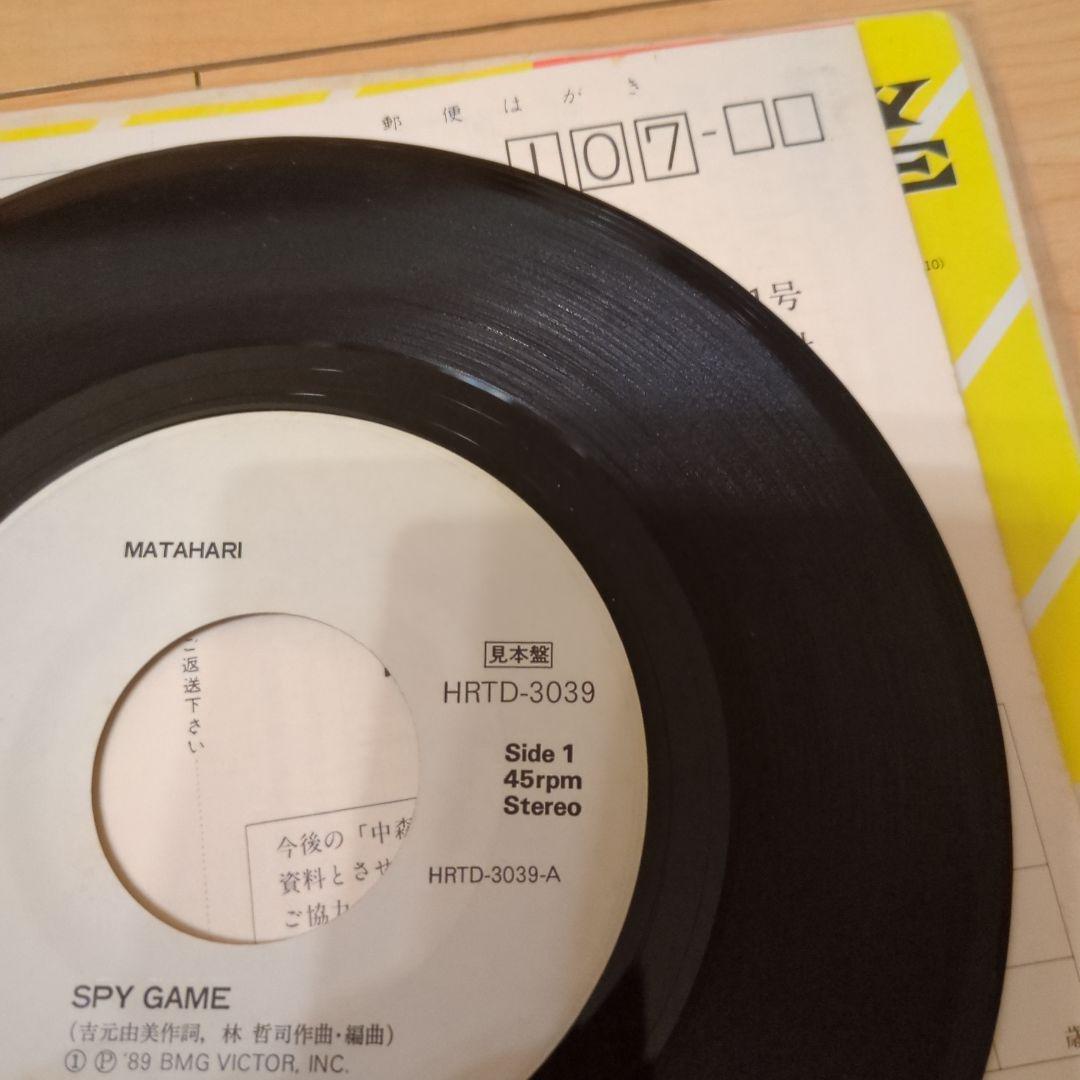 郵便はがき
107-
号
10)
MATAHARI
見本盤
HRTD-3039
Side 1
45rpm
Stereo
HRTD-3039-A
ご返送下さい
今後の「中森
資料とさせ
ご協力
SPY GAME
(吉元由美作詞, 林 哲司作曲・編曲)
① Ⓟ '89 BMG VICTOR, INC.